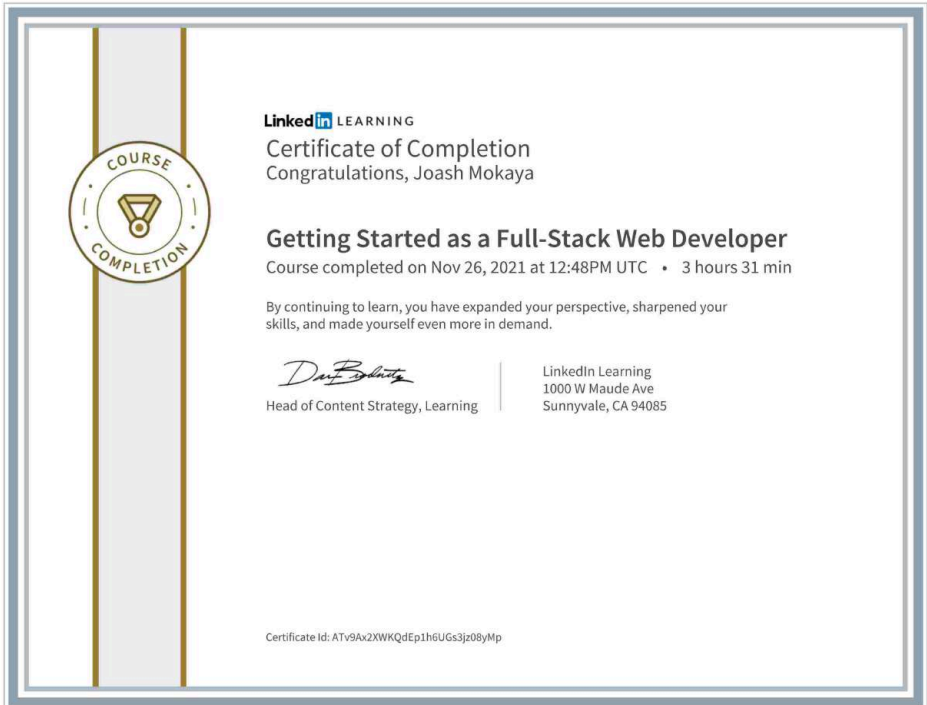 COURSE
COMPLETION
Linked in LEARNING
Certificate of Completion
Congratulations, Joash Mokaya
Getting Started as a Full-Stack Web Developer
Course completed on Nov 26, 2021 at 12:48PM UTC • 3 hours 31 min
By continuing to learn, you have expanded your perspective, sharpened your
skills, and made yourself even more in demand.
Head of Content Strategy, Learning
LinkedIn Learning
1000 W Maude Ave
Sunnyvale, CA 94085
Certificate Id: ATv9Ax2XWKQdEp1h6UGs3jz08yMp